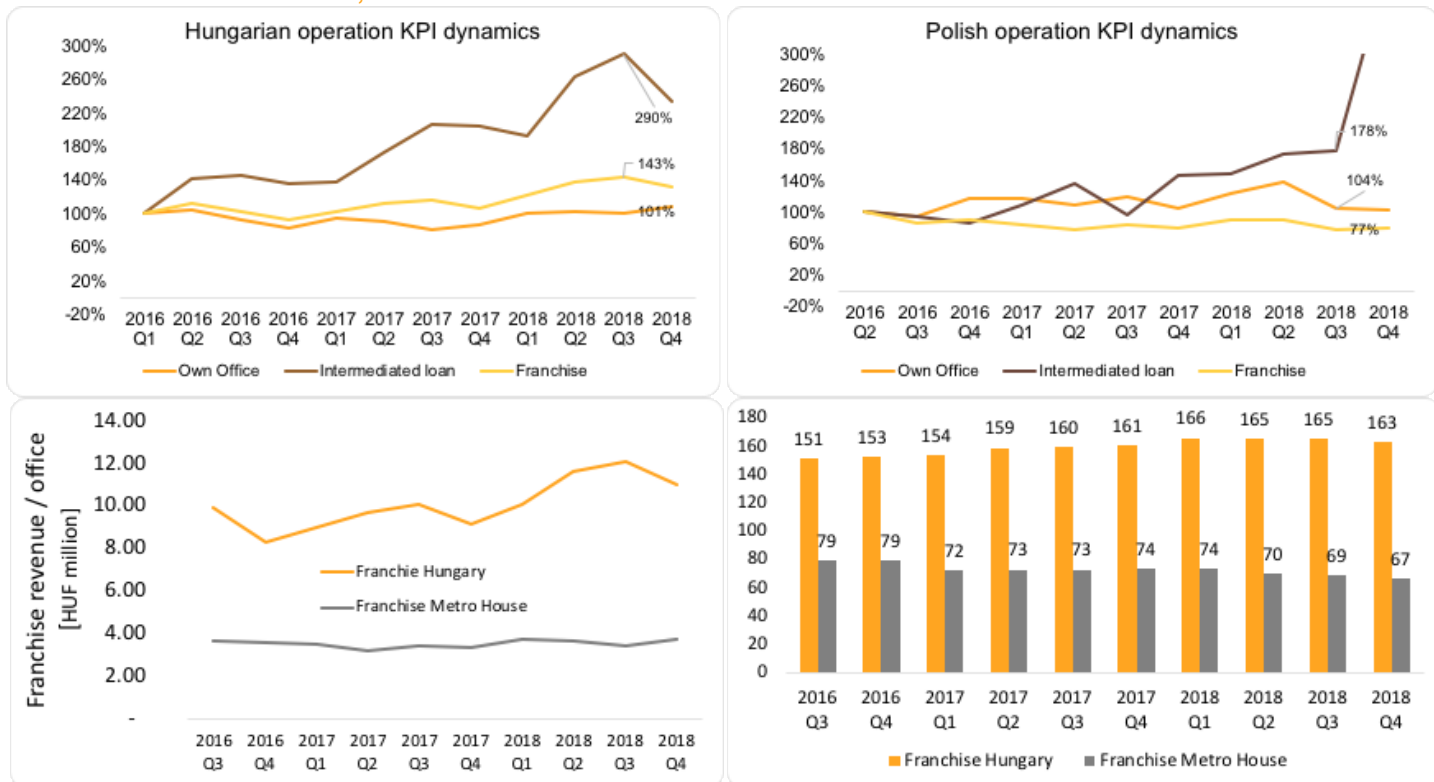 Hungarian operation KPI dynamics
300%
260%
220%
180%
140%
100%
60%
20%
-20%
290%
143%
101%
2016 2016 2016 2016 2017 2017 2017 2017 2018 2018 2018 2018
Q1 Q2 Q3 Q4 Q1 Q2 Q3 Q4 Q1 Q2 Q3 Q4
Own Office Intermediated loan Franchise
Polish operation KPI dynamics
300%
260%
220%
180%
140%
100%
60%
20%
-20%
178%
104%
77%
2016 2016 2016 2017 2017 2017 2017 2018 2018 2018 2018
Q2 Q3 Q4 Q1 Q2 Q3 Q4 Q1 Q2 Q3 Q4
Own Office Intermediated loan Franchise
Franchise revenue / office
[HUF million]
14.00
12.00
10.00
8.00
6.00
4.00
2.00
-
Franchie Hungary
Franchise Metro House
2016 2016 2017 2017 2017 2017 2018 2018 2018 2018
Q3 Q4 Q1 Q2 Q3 Q4 Q1 Q2 Q3 Q4
180
160
140
120
100
80
60
40
20
0
151 153 154 159 160 161 166 165 165 163
79 79 72 73 73 74 74 70 69 67
2016 2016 2017 2017 2017 2017 2018 2018 2018 2018
Q3 Q4 Q1 Q2 Q3 Q4 Q1 Q2 Q3 Q4
Franchise Hungary Franchise Metro House